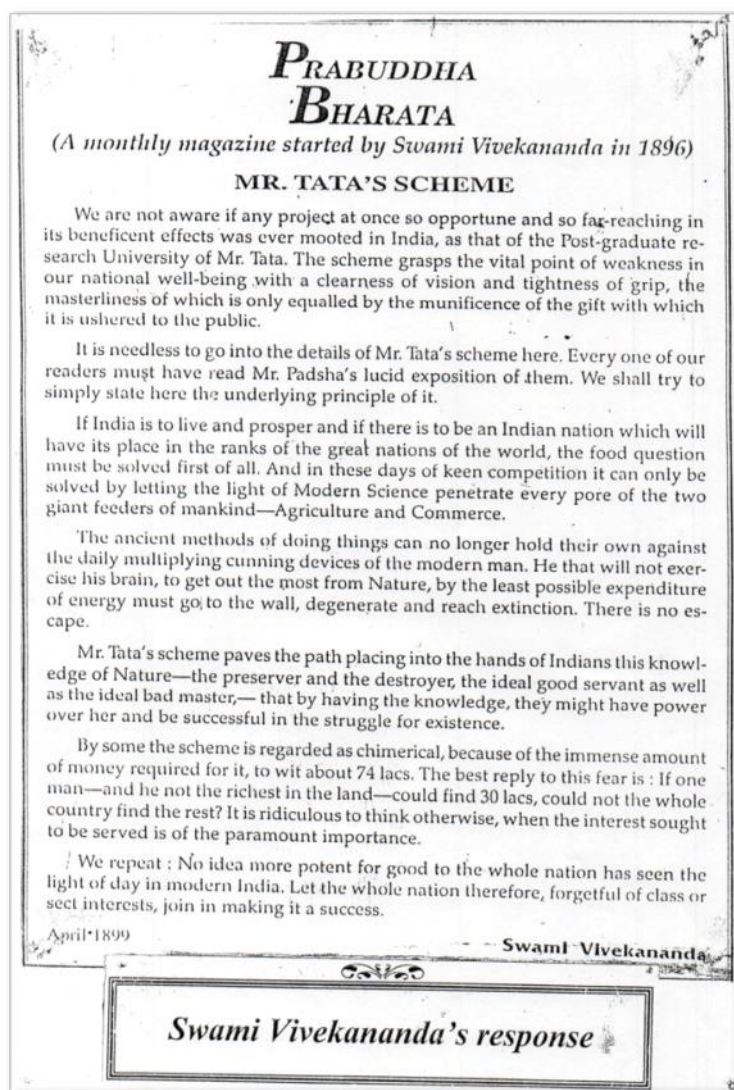 PRABUDDHA
BHARATA
(A monthly magazine started by Swami Vivekananda in 1896)
MR. TATA'S SCHEME
We are not aware if any project at once so opportune and so far-reaching in
its beneficent effects was ever mooted in India, as that of the Post-graduate re-
search University of Mr. Tata. The scheme grasps the vital point of weakness in
our national well-being with a clearness of vision and tightness of grip, the
masterliness of which is only equalled by the munificence of the gift with which
it is ushered to the public.
It is needless to go into the details of Mr. Tata's scheme here. Every one of our
readers must have read Mr. Padsha's lucid exposition of them. We shall try to
simply state here the underlying principle of it.
If India is to live and prosper and if there is to be an Indian nation which will
have its place in the ranks of the great nations of the world, the food question
must be solved first of all. And in these days of keen competition it can only be
solved by letting the light of Modern Science penetrate every pore of the two
giant feeders of mankind—Agriculture and Commerce.
The ancient methods of doing things can no longer hold their own against
the daily multiplying cunning devices of the modern man. He that will not exer-
cise his brain, to get out the most from Nature, by the least possible expenditure
of energy must go to the wall, degenerate and reach extinction. There is no es-
cape.
Mr. Tata's scheme paves the path placing into the hands of Indians this knowl-
edge of Nature—the preserver and the destroyer, the ideal good servant as well
as the ideal bad master,— that by having the knowledge, they might have power
over her and be successful in the struggle for existence.
By some the scheme is regarded as chimerical, because of the immense amount
of money required for it, to wit about 74 lacs. The best reply to this fear is : If one
man—and he not the richest in the land—could find 30 lacs, could not the whole
country find the rest? It is ridiculous to think otherwise, when the interest sought
to be served is of the paramount importance.
We repeat : No idea more potent for good to the whole nation has seen the
light of day in modern India. Let the whole nation therefore, forgetful of class or
sect interests, join in making it a success.
April 1899
Swami Vivekananda
Swami Vivekananda's response